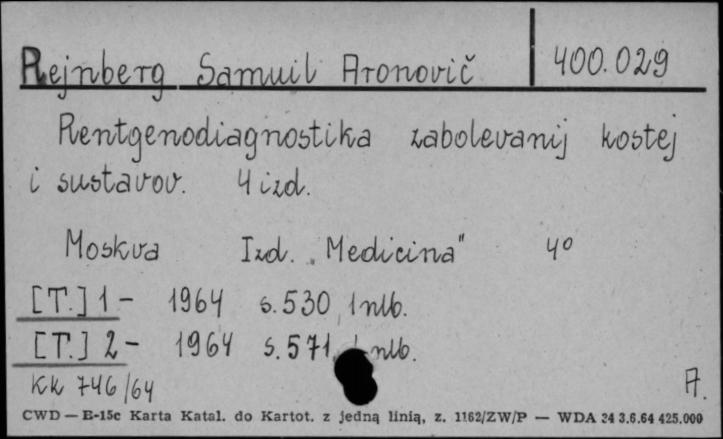 Rejnberg Samuil Aronovič 400.029
Rentgenodiagnostika zabolevanij kostej
i sustavov. 4 izd.
Moskva Izd. „Medicina" 4°
[T.] 1 - 1964 s. 530, 1 nlb.
[T.] 2 - 1964 s. 571, nlb.
KK 746/64 A.
CWD — E-15c Karta Katal. do Kartot. z jedną linią, z. 1162/ZW/P — WDA 34 3.6.64 425.000